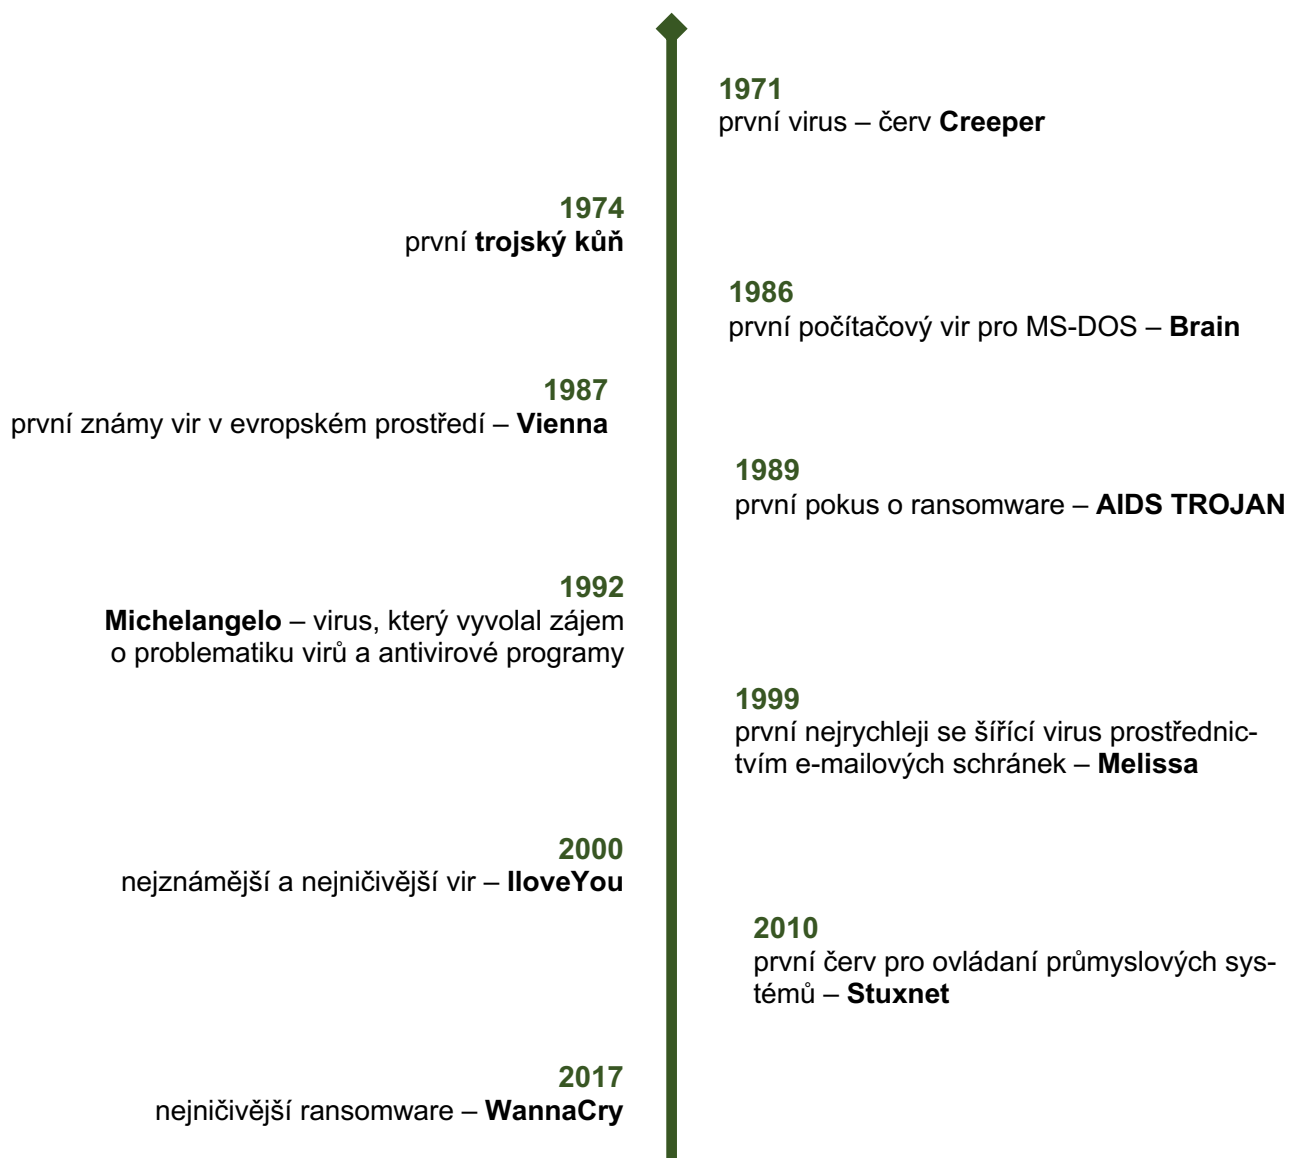 1971
první virus – červ Creeper
1974
první trojský kůň
1986
první počítačový vir pro MS-DOS – Brain
1987
první známy vir v evropském prostředí – Vienna
1989
první pokus o ransomware – AIDS TROJAN
1992
Michelangelo – virus, který vyvolal zájem
o problematiku virů a antivirové programy
1999
první nejrychleji se šířící virus prostřednic-
tvím e-mailových schránek – Melissa
2000
nejznámější a nejničivější vir – IloveYou
2010
první červ pro ovládaní průmyslových sys-
témů – Stuxnet
2017
nejničivější ransomware – WannaCry